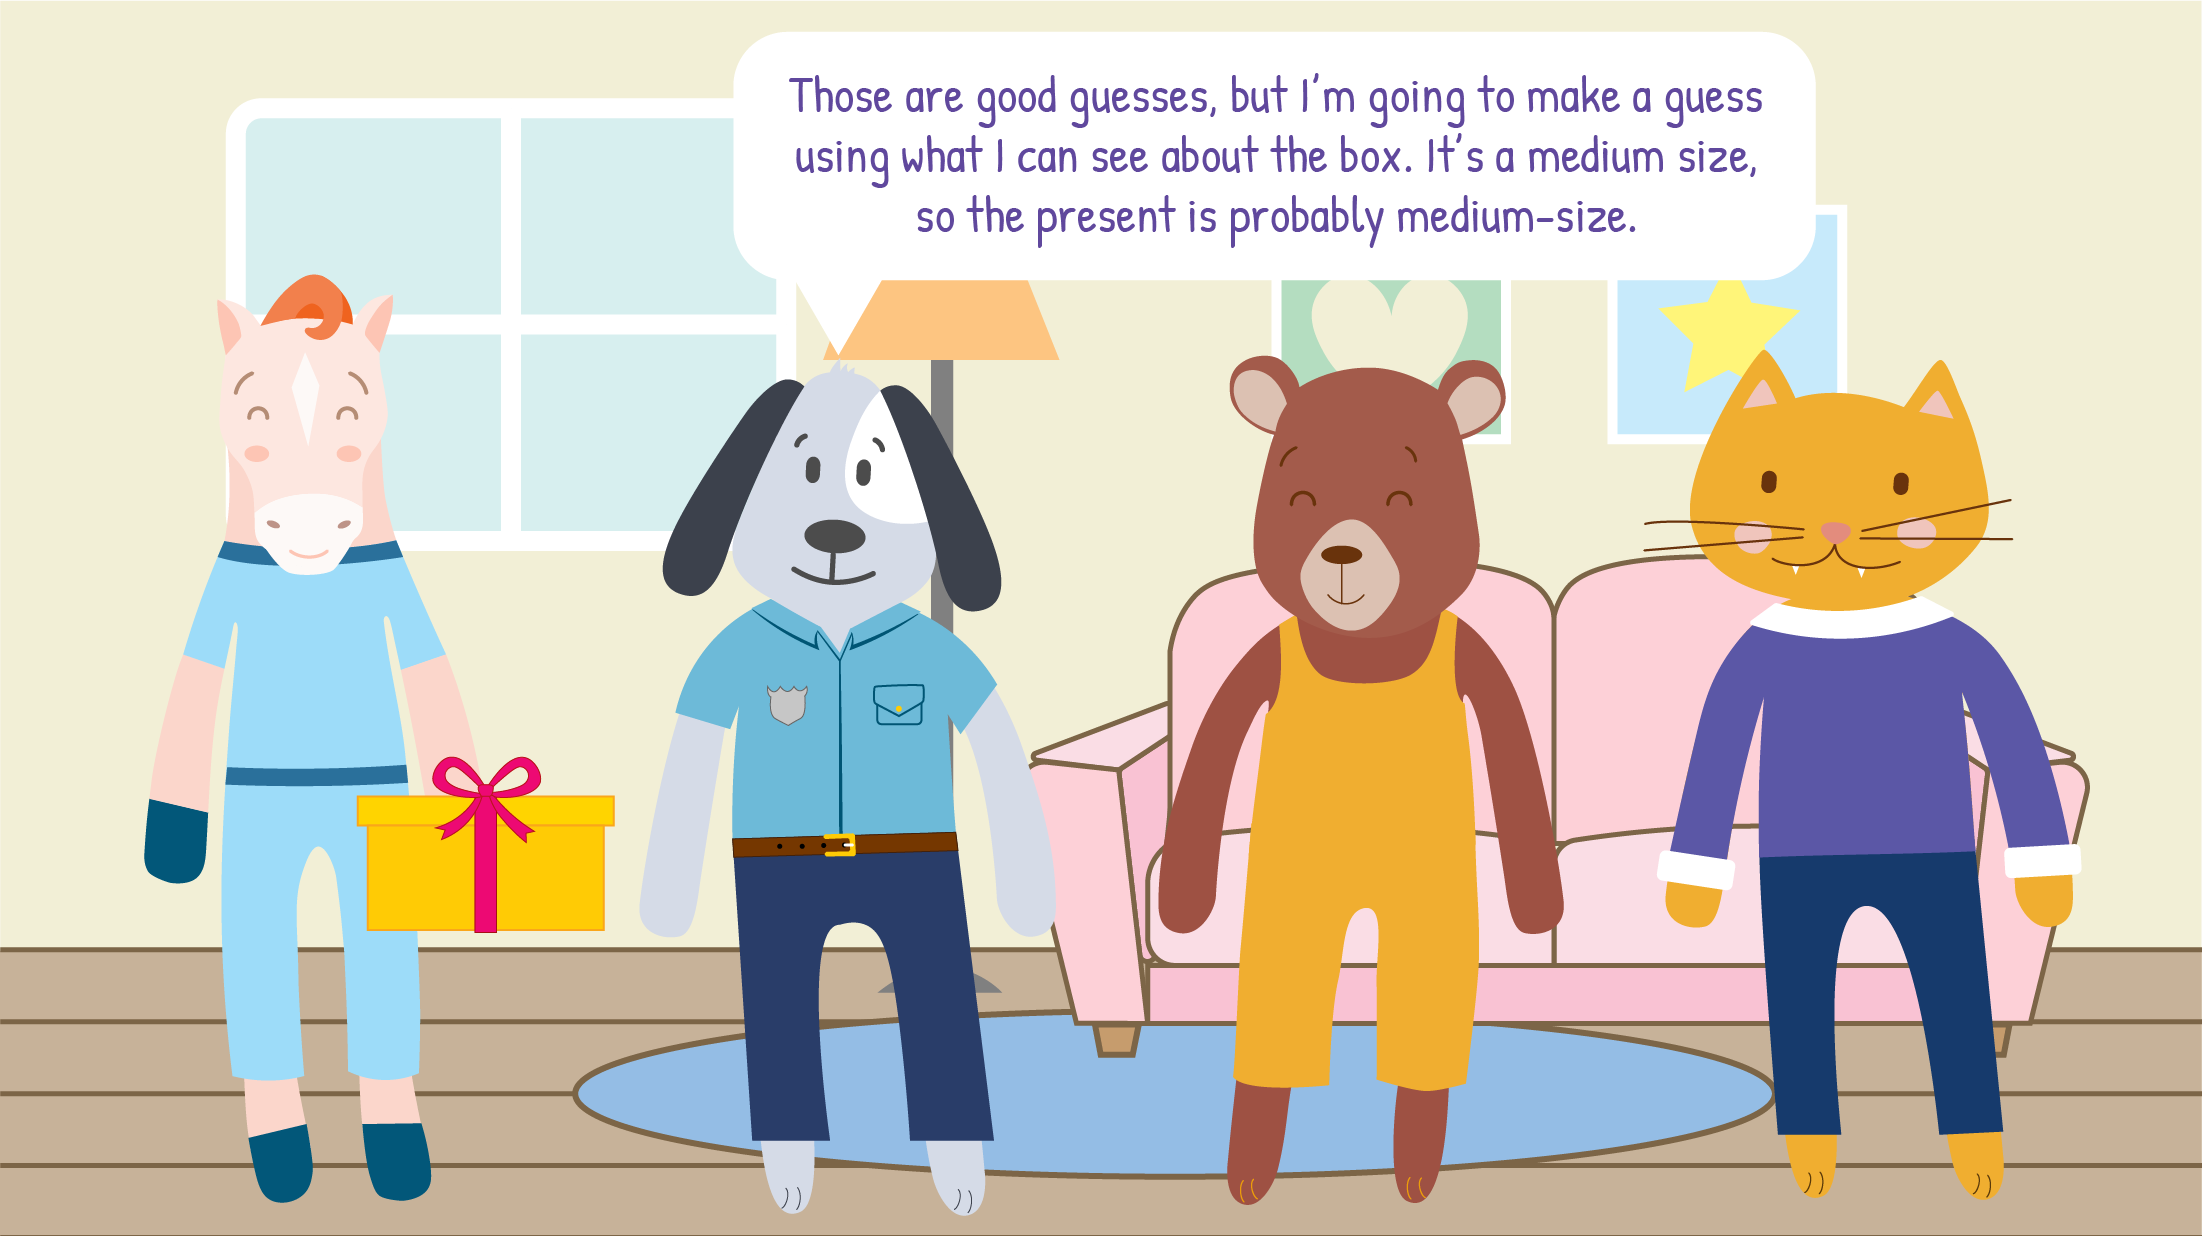 Those are good guesses, but I'm going to make a guess
using what I can see about the box. It's a medium size,
so the present is probably medium-size.